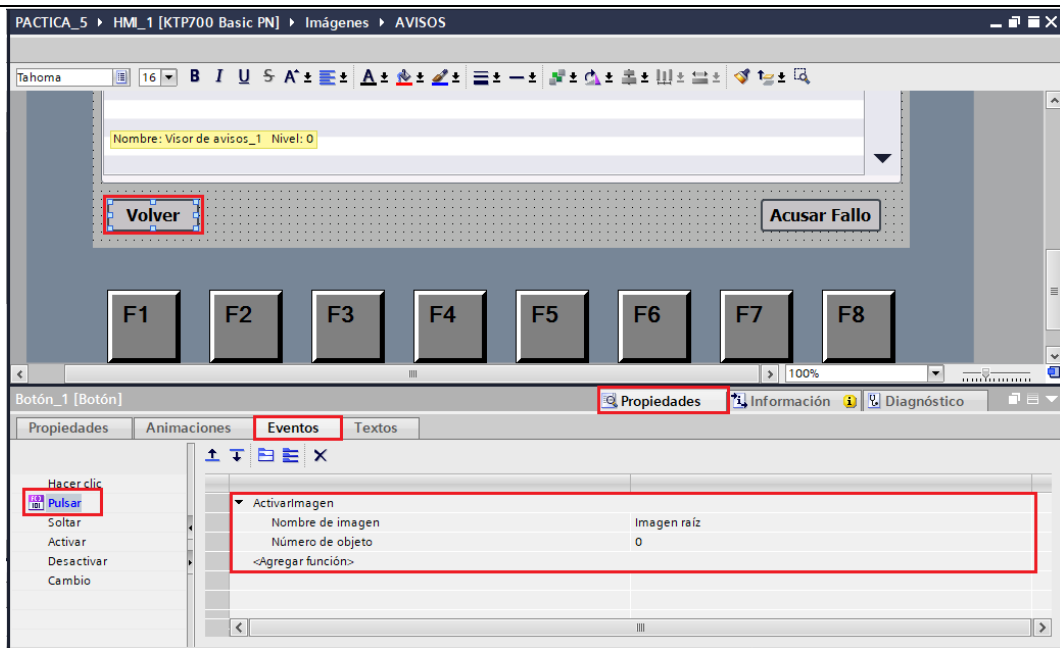 PACTICA_5 ▸ HMI_1 [KTP700 Basic PN] ▸ Imágenes ▸ AVISOS
Tahoma 16 B I U S A A
Nombre: Visor de avisos_1 Nivel: 0
Volver Acusar Fallo
F1 F2 F3 F4 F5 F6 F7 F8
100%
Botón_1 [Botón] Propiedades Información Diagnóstico
Propiedades Animaciones Eventos Textos
Hacer clic
Pulsar ActivarImagen
Soltar Nombre de imagen Imagen raíz
Activar Número de objeto 0
Desactivar <Agregar función>
Cambio